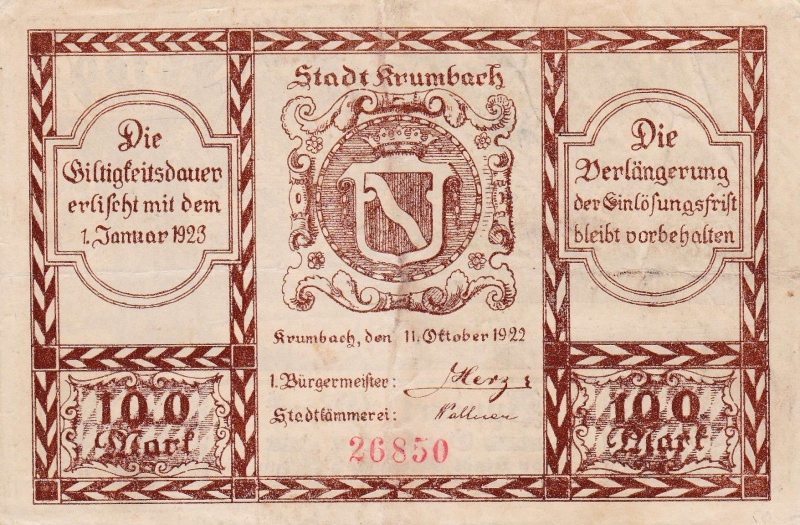 Stadt Krumbach
Die
Giltigkeitsdauer
erlischt mit dem
1. Januar 1923
Die
Verlängerung
der Einlösungsfrist
bleibt vorbehalten
Krumbach, den 11. Oktober 1922
1. Bürgermeister: Herz
Stadtkämmerei:
26850
100
Mark
100
Mark